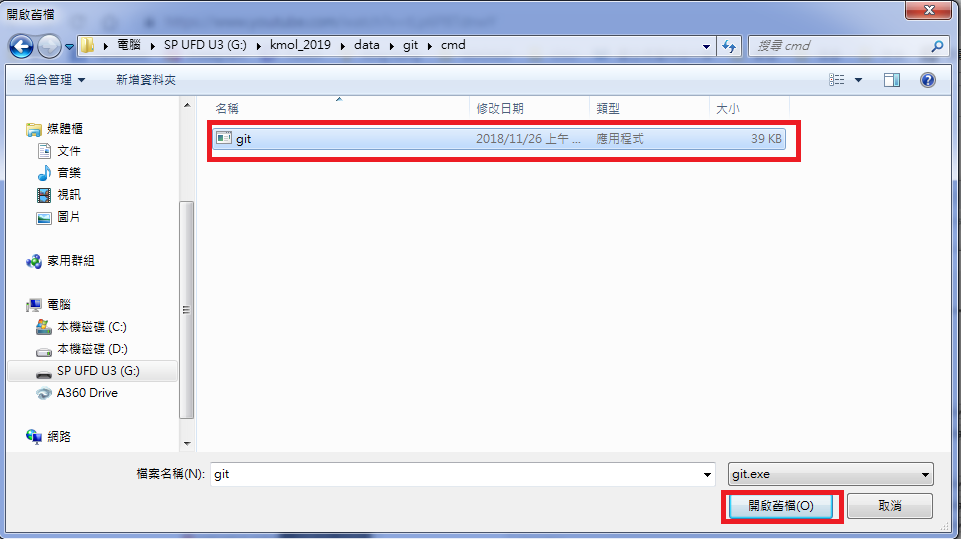 開啟舊檔
電腦 SP UFD U3 (G:) kmol_2019 data git cmd
搜尋 cmd
組合管理 新增資料夾
名稱 修改日期 類型 大小
git 2018/11/26 上午 ... 應用程式 39 KB
媒體櫃
文件
音樂
視訊
圖片
家用群組
電腦
本機磁碟 (C:)
本機磁碟 (D:)
SP UFD U3 (G:)
A360 Drive
網路
檔案名稱(N): git git.exe
開啟舊檔(O) 取消